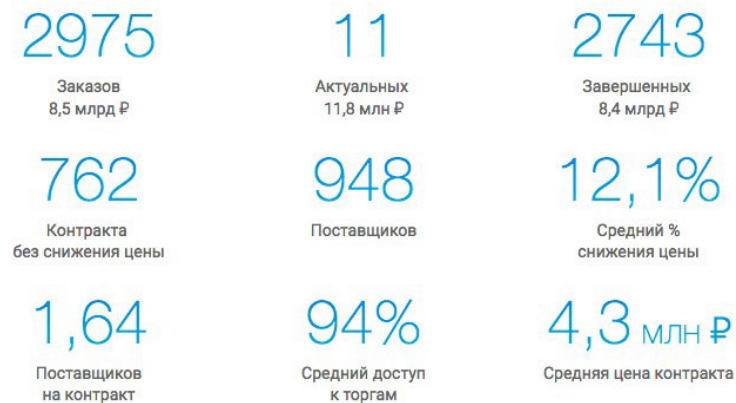 2975
Заказов
8,5 млрд ₽
11
Актуальных
11,8 млн ₽
2743
Завершенных
8,4 млрд ₽
762
Контракта
без снижения цены
948
Поставщиков
12,1%
Средний %
снижения цены
1,64
Поставщиков
на контракт
94%
Средний доступ
к торгам
4,3 млн ₽
Средняя цена контракта